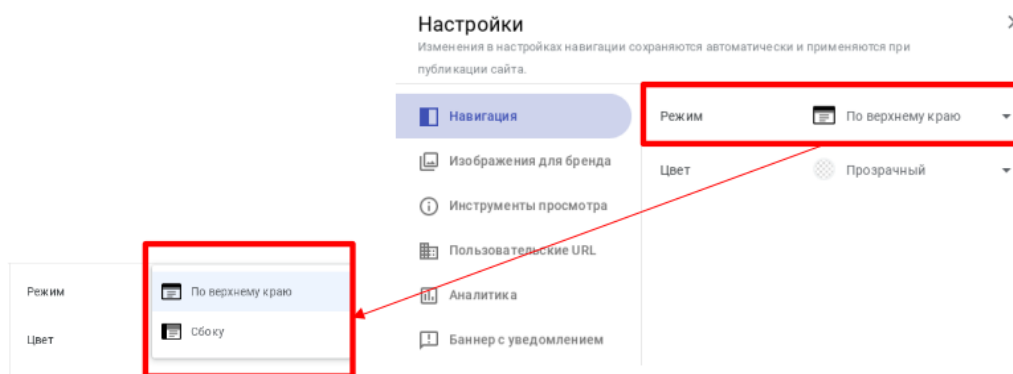 Настройки
Изменения в настройках навигации сохраняются автоматически и применяются при
публикации сайта.
Навигация
Режим
По верхнему краю
Изображения для бренда
Цвет
Прозрачный
Инструменты просмотра
Пользовательские URL
Аналитика
Баннер с уведомлением
Режим
По верхнему краю
Цвет
Сбоку